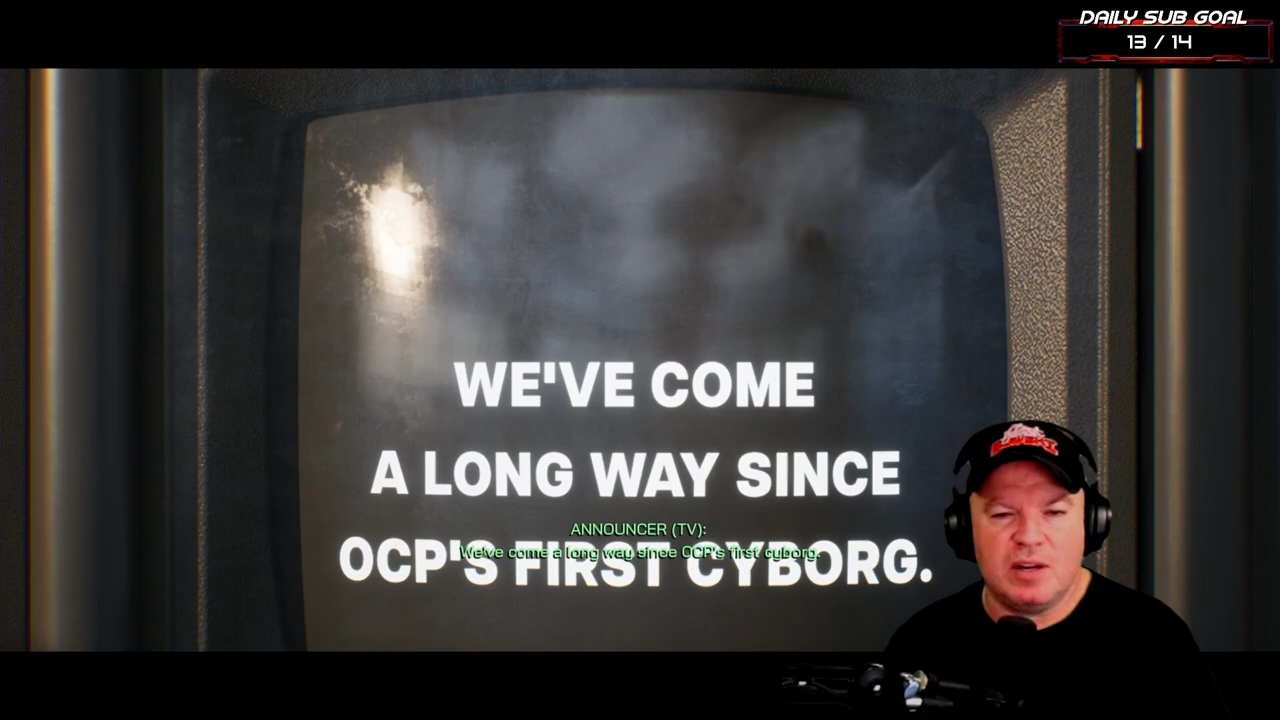 DAILY SUB GOAL
13 / 14
WE'VE COME
A LONG WAY SINCE
ANNOUNCER (TV):
We've come a long way since OCP's first cyborg.
OCP'S FIRST CYBORG.